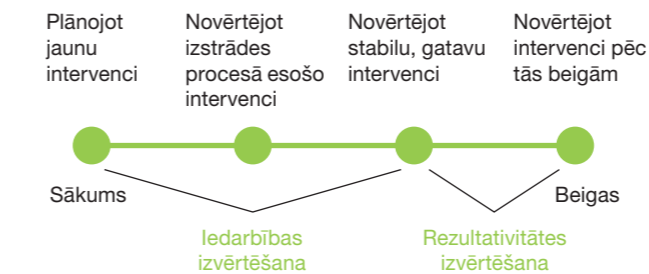 Plānojot
jaunu
intervenci
Novērtējot
izstrādes
procesā esošo
intervenci
Novērtējot
stabilu, gatavu
intervenci
Novērtējot
intervenci pēc
tās beigām
Sākums
Beigas
Iedarbības
izvērtēšana
Rezultativitātes
izvērtēšana